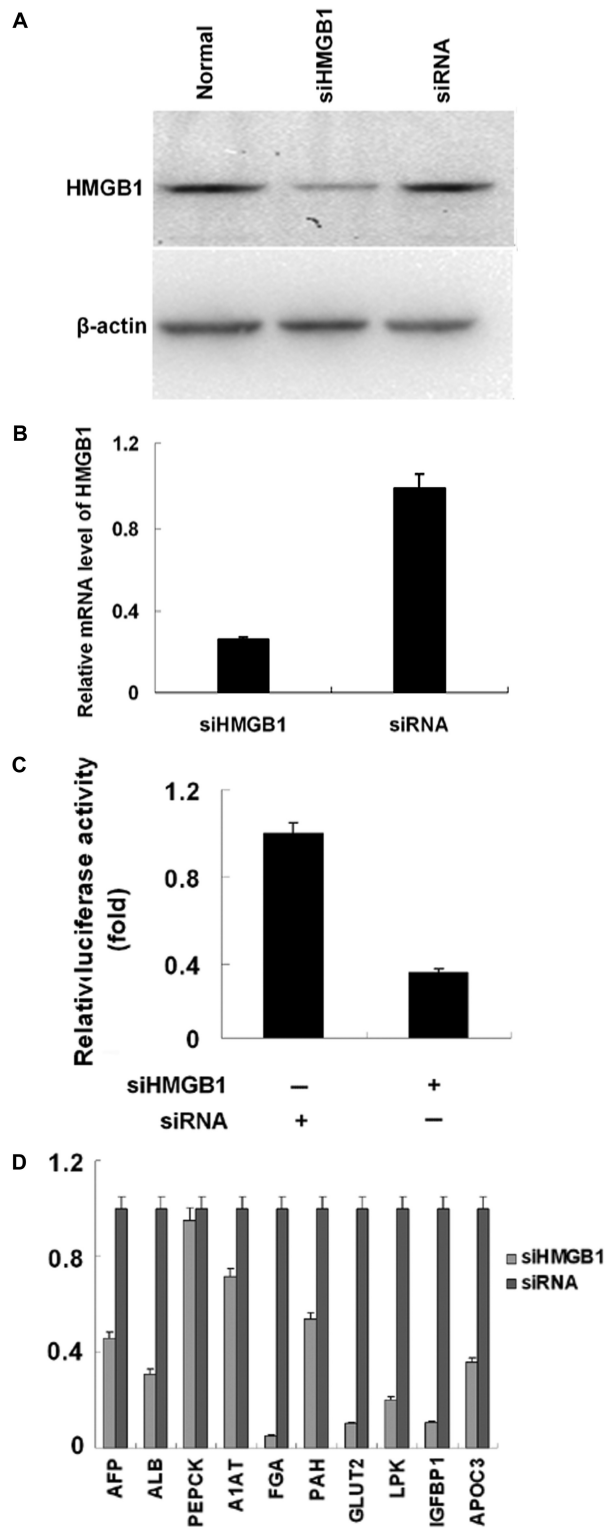 A
Normal
siHMGB1
siRNA
HMGB1
β-actin
B
Relative mRNA level of HMGB1
1.2
0.8
0.4
0
siHMGB1
siRNA
C
Relativ luciferase activity
(fold)
1.2
0.8
0.4
0
siHMGB1 – +
siRNA + –
D
1.2
0.8
0.4
0
siHMGB1
siRNA
AFP
ALB
PEPCK
A1AT
FGA
PAH
GLUT2
LPK
IGFBP1
APOC3